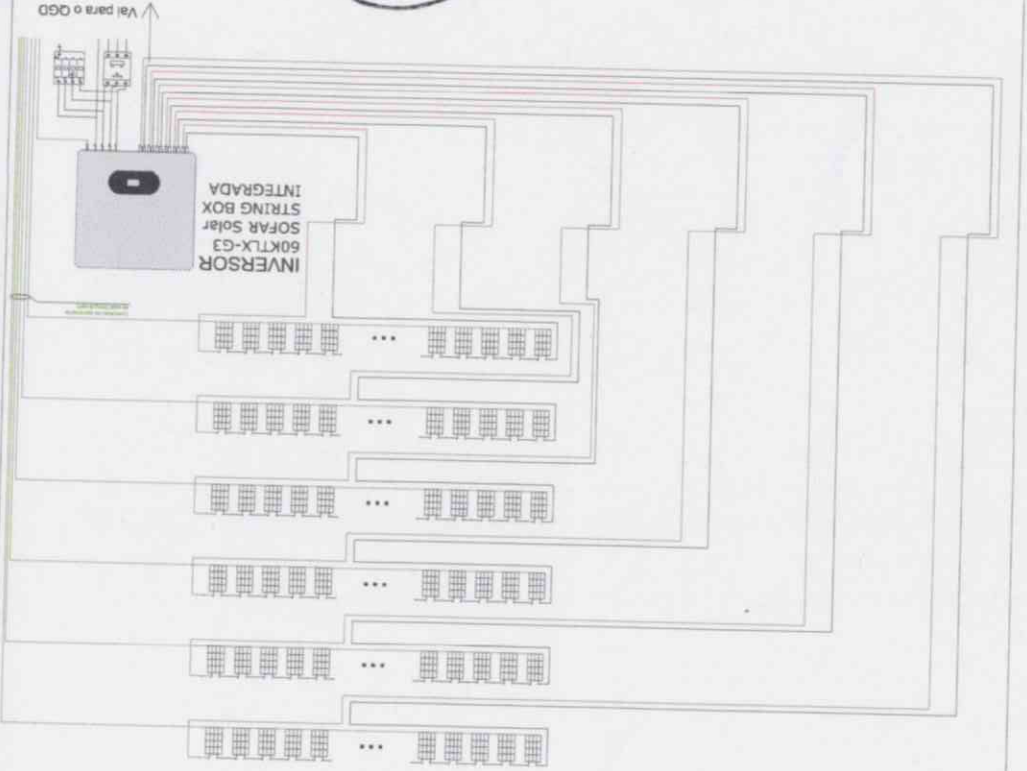 INVERSOR
60KTLX-G3
SOFAR Solar
STRING BOX
INTEGRADA
Vai para o QGD